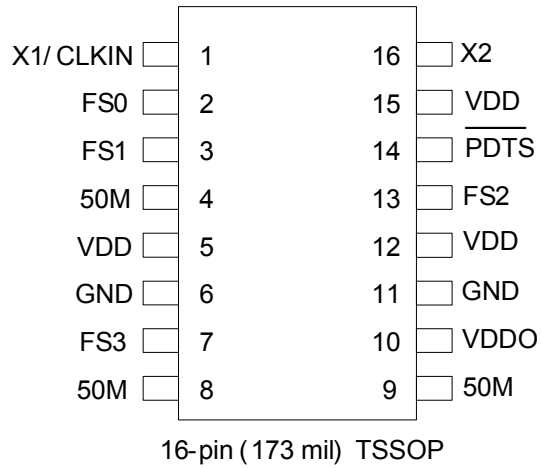 X1/ CLKIN 1 16 X2
FS0 2 15 VDD
FS1 3 14 PDTS
50M 4 13 FS2
VDD 5 12 VDD
GND 6 11 GND
FS3 7 10 VDDO
50M 8 9 50M
16-pin (173 mil) TSSOP